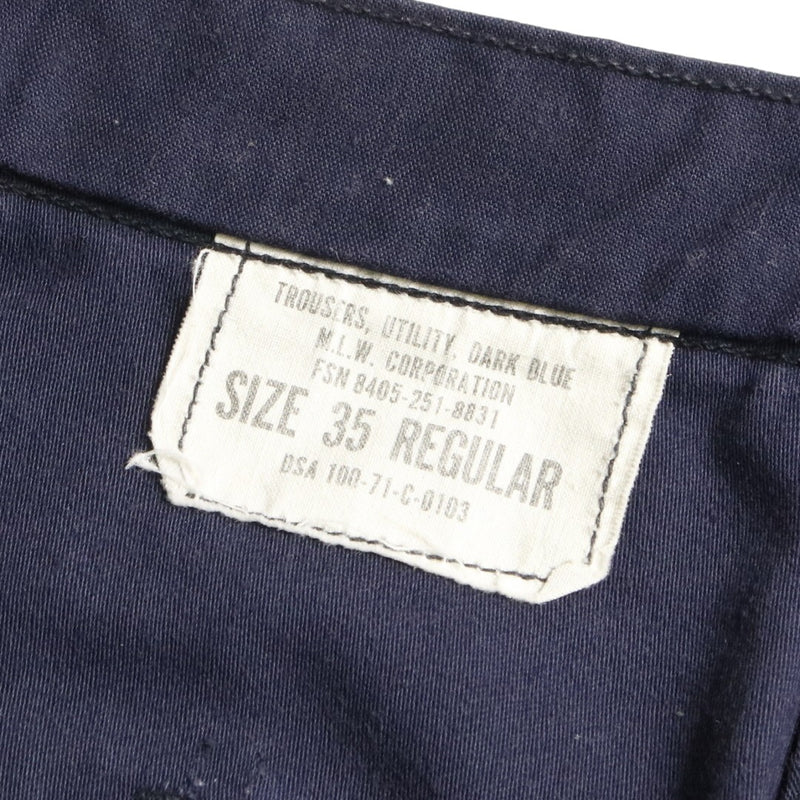 TROUSERS, UTILITY, DARK BLUE
M.L.W. CORPORATION
FSN 8405-251-8831
SIZE 35 REGULAR
DSA 100-71-C-0103